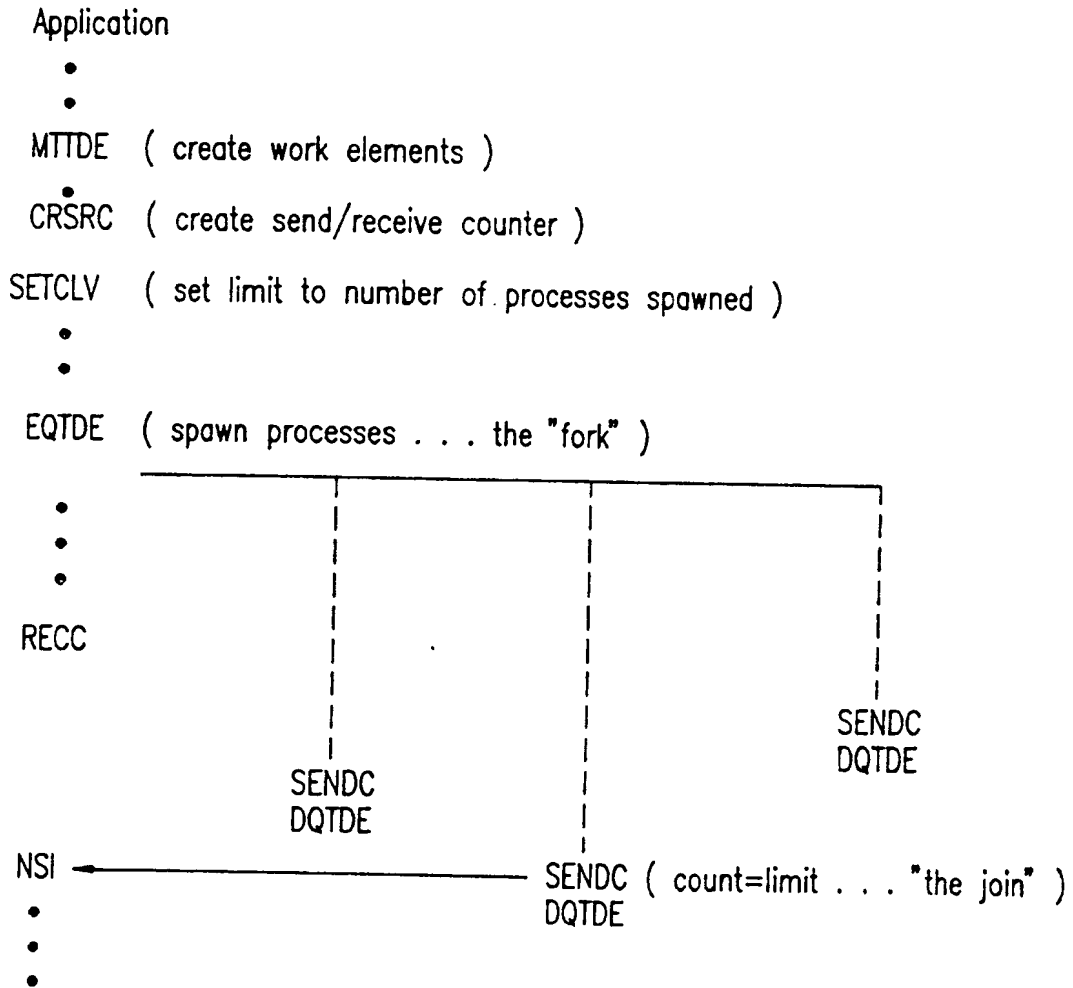 Application
MTTDE ( create work elements )
CRSRC ( create send/receive counter )
SETCLV ( set limit to number of processes spawned )
EQTDE ( spawn processes . . . the "fork" )
RECC
SENDC
DQTDE
SENDC
DQTDE
NSI
SENDC ( count=limit . . . "the join" )
DQTDE